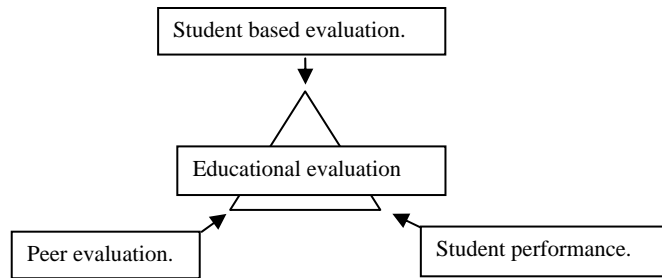 Student based evaluation.
Educational evaluation
Peer evaluation.
Student performance.